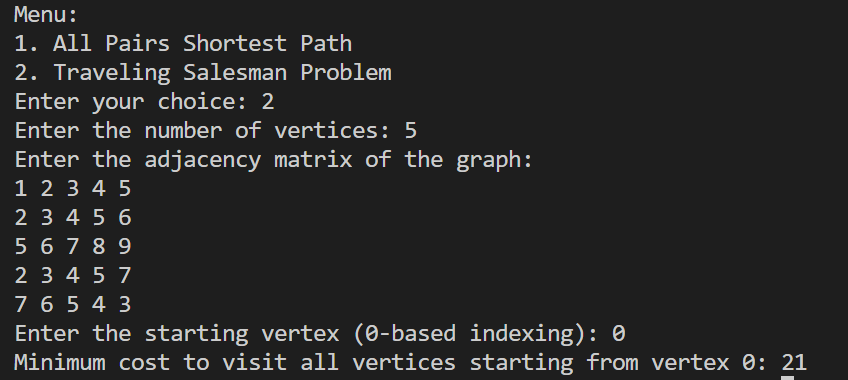 Menu:
1. All Pairs Shortest Path
2. Traveling Salesman Problem
Enter your choice: 2
Enter the number of vertices: 5
Enter the adjacency matrix of the graph:
1 2 3 4 5
2 3 4 5 6
5 6 7 8 9
2 3 4 5 7
7 6 5 4 3
Enter the starting vertex (0-based indexing): 0
Minimum cost to visit all vertices starting from vertex 0: 21